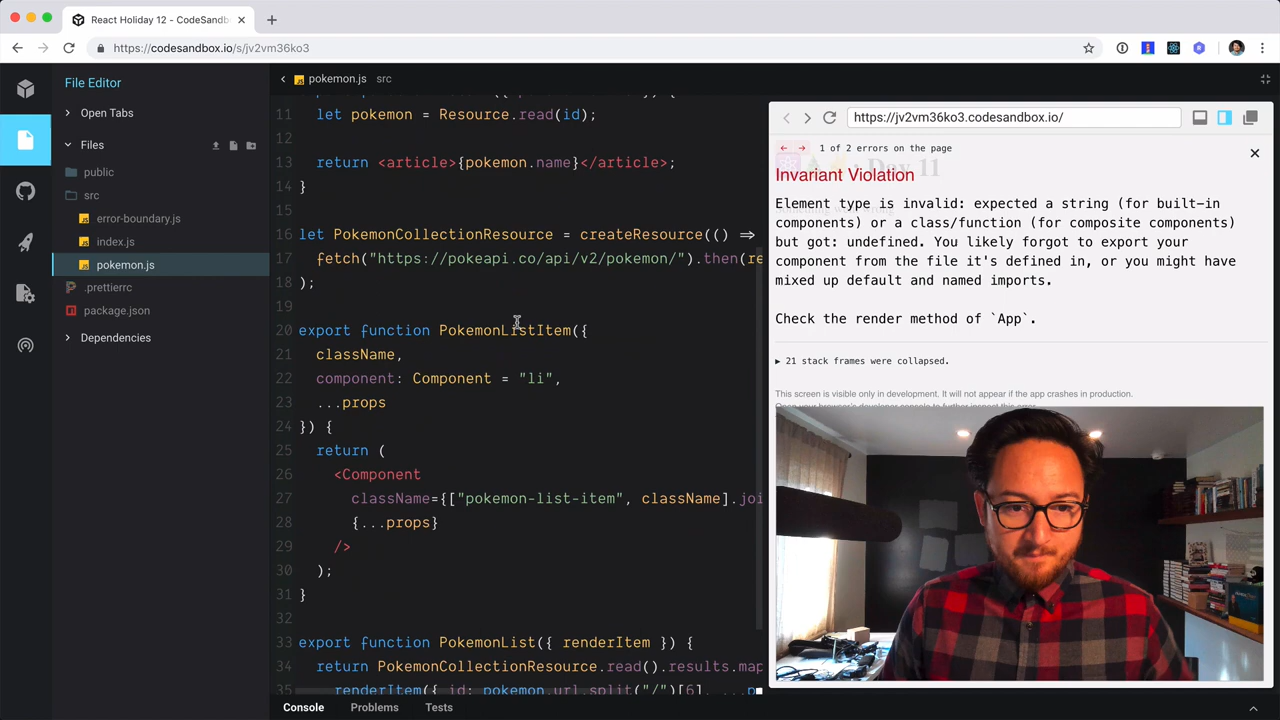 React Holiday 12 - CodeSandb
https://codesandbox.io/s/jv2vm36ko3
File Editor
Open Tabs
Files
public
src
error-boundary.js
index.js
pokemon.js
.prettierrc
package.json
Dependencies
pokemon.js src
11 let pokemon = Resource.read(id);
12
13 return <article>{pokemon.name}</article>;
14 }
15
16 let PokemonCollectionResource = createResource(() =>
17 fetch("https://pokeapi.co/api/v2/pokemon/").then(re
18 );
19
20 export function PokemonListItem({
21 className,
22 component: Component = "li",
23 ...props
24 }) {
25 return (
26 <Component
27 className={["pokemon-list-item", className].joi
28 {...props}
29 />
30 );
31 }
32
33 export function PokemonList({ renderItem }) {
34 return PokemonCollectionResource.read().results.map
35 renderItem({ id: pokemon.url.split("/")[6], ...p
https://jv2vm36ko3.codesandbox.io/
1 of 2 errors on the page
Day 11
Invariant Violation
Element type is invalid: expected a string (for built-in
components) or a class/function (for composite components)
but got: undefined. You likely forgot to export your
component from the file it's defined in, or you might have
mixed up default and named imports.
Check the render method of `App`.
▶ 21 stack frames were collapsed.
This screen is visible only in development. It will not appear if the app crashes in production.
Console Problems Tests